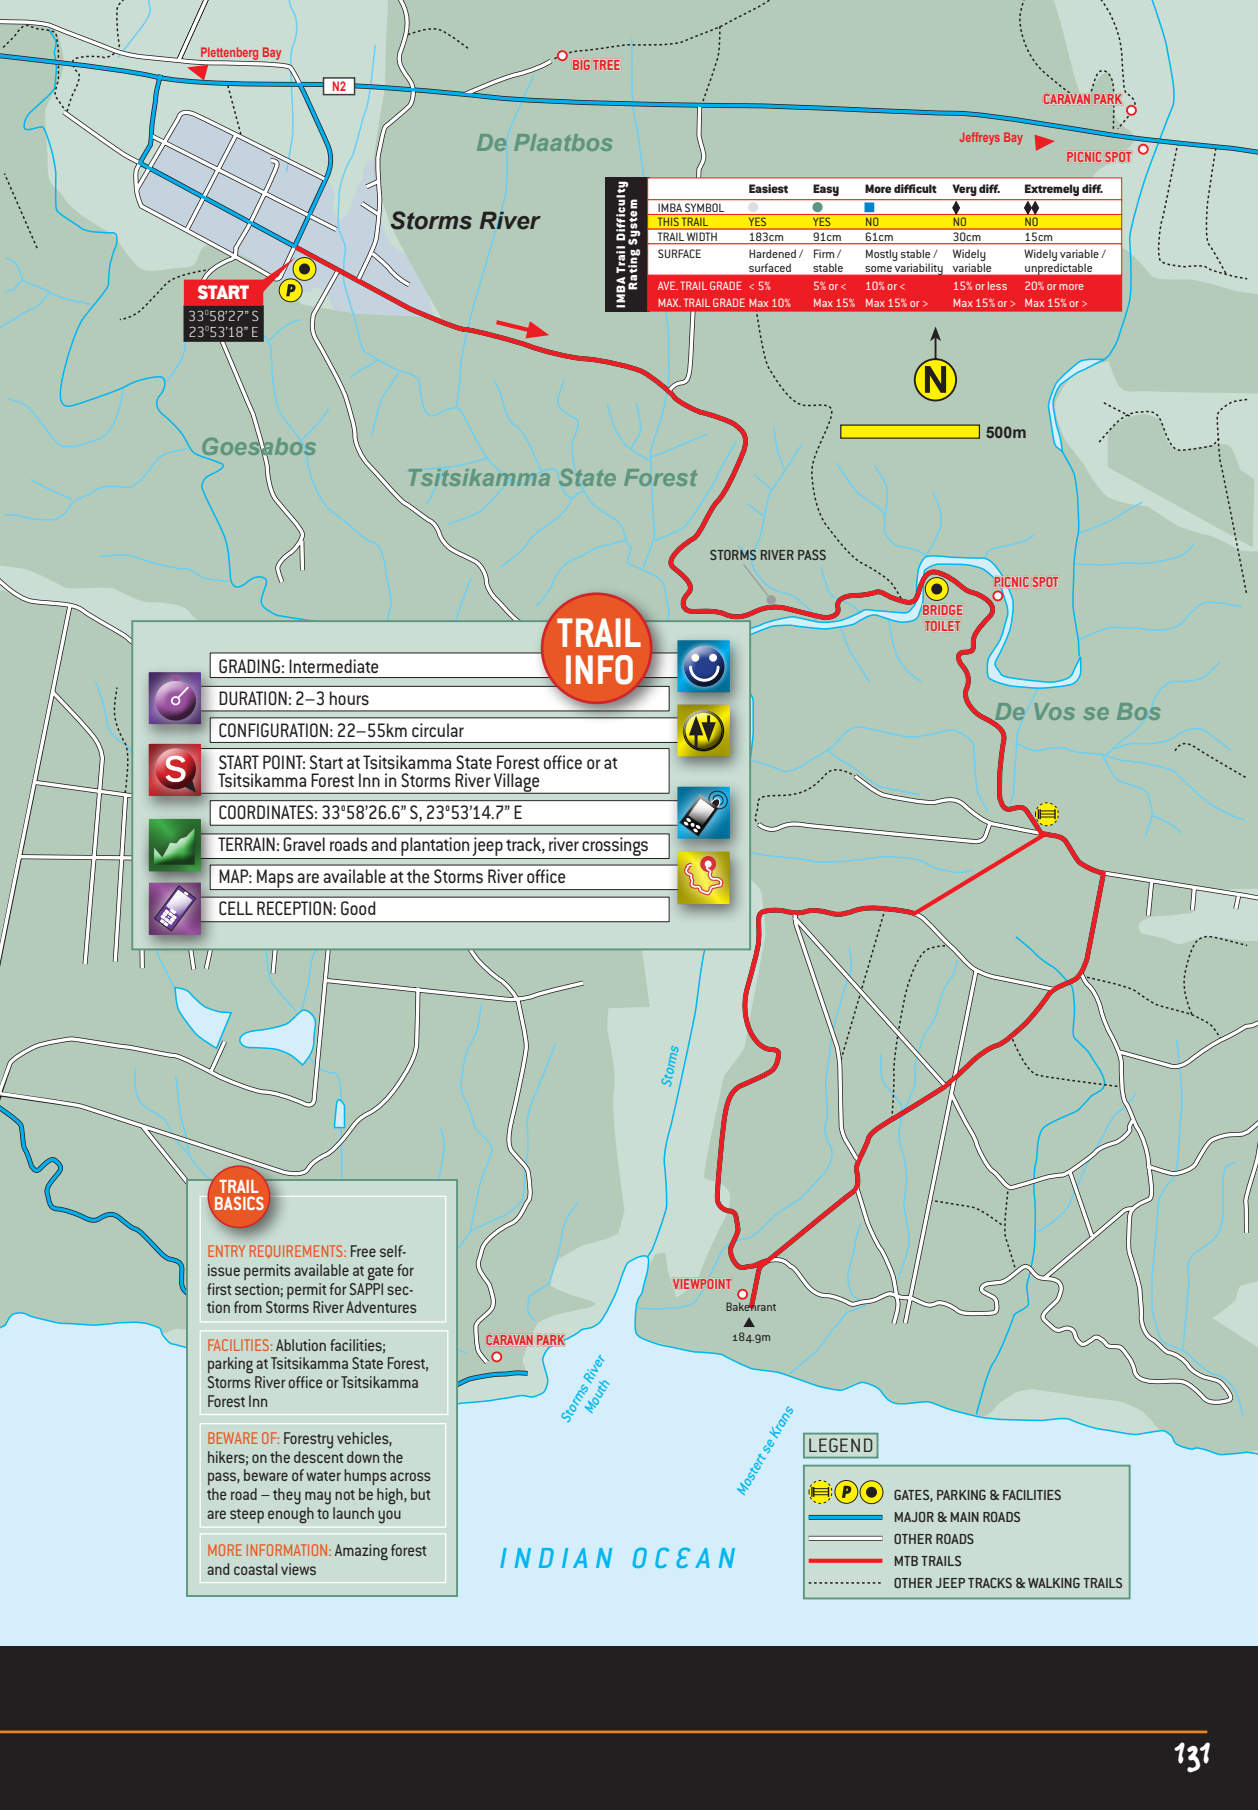 Plettenberg Bay
N2
BIG TREE
CARAVAN PARK
Jeffreys Bay
PICNIC SPOT
De Plaatbos
Storms River
IMBA Trail Difficulty
Rating System
Easiest Easy More difficult Very diff. Extremely diff.
IMBA SYMBOL
THIS TRAIL YES YES NO NO NO
TRAIL WIDTH 183cm 91cm 61cm 30cm 15cm
SURFACE Hardened / Firm / Mostly stable / Widely Widely variable /
surfaced stable some variability variable unpredictable
AVE. TRAIL GRADE < 5% 5% or < 10% or < 15% or less 20% or more
MAX. TRAIL GRADE Max 10% Max 15% Max 15% or > Max 15% or > Max 15% or >
P
START
33°58'27" S
23°53'18" E
N
500m
Goesabos
Tsitsikamma State Forest
STORMS RIVER PASS
PICNIC SPOT
BRIDGE
TOILET
De Vos se Bos
TRAIL
INFO
GRADING: Intermediate
DURATION: 2–3 hours
CONFIGURATION: 22–55km circular
S
START POINT: Start at Tsitsikamma State Forest office or at
Tsitsikamma Forest Inn in Storms River Village
COORDINATES: 33°58'26.6" S, 23°53'14.7" E
TERRAIN: Gravel roads and plantation jeep track, river crossings
MAP: Maps are available at the Storms River office
CELL RECEPTION: Good
Storms
TRAIL
BASICS
ENTRY REQUIREMENTS: Free self-
issue permits available at gate for
first section; permit for SAPPI sec-
tion from Storms River Adventures
FACILITIES: Ablution facilities;
parking at Tsitsikamma State Forest,
Storms River office or Tsitsikamma
Forest Inn
BEWARE OF: Forestry vehicles,
hikers; on the descent down the
pass, beware of water humps across
the road – they may not be high, but
are steep enough to launch you
MORE INFORMATION: Amazing forest
and coastal views
VIEWPOINT
Bakenrant
184.9m
CARAVAN PARK
Storms River
Mouth
Mostert se Krans
INDIAN OCEAN
LEGEND
P
GATES, PARKING & FACILITIES
MAJOR & MAIN ROADS
OTHER ROADS
MTB TRAILS
OTHER JEEP TRACKS & WALKING TRAILS
131